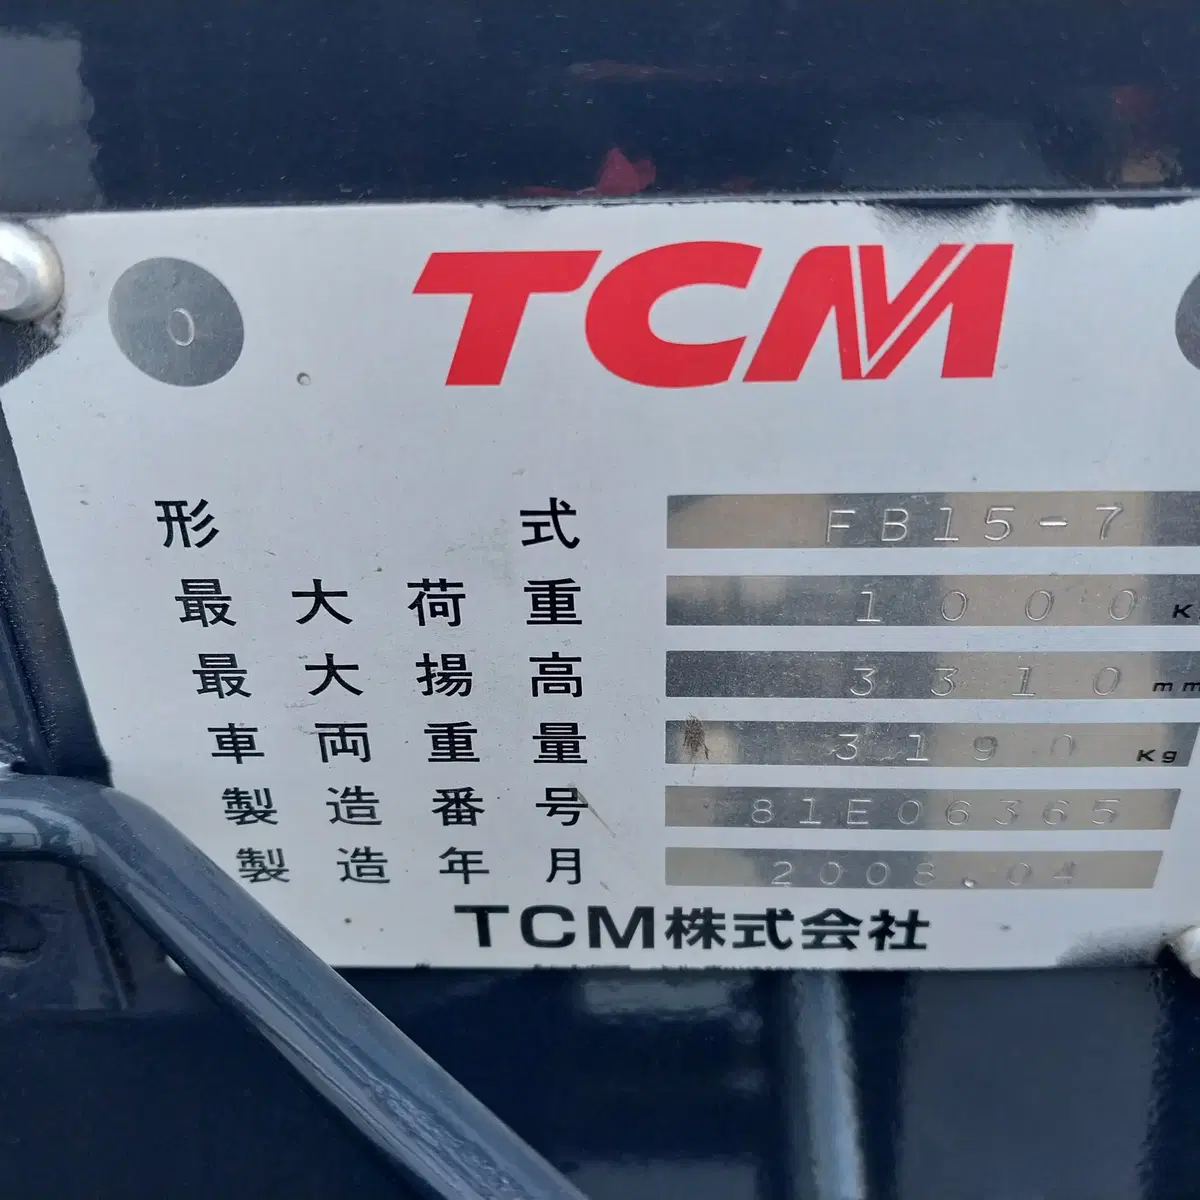 TCM
形式 FB15-7
最大荷重 1000 K
最大揚高 3310 mm
車両重量 3190 Kg
製造番号 81E06365
製造年月 2008.04
TCM株式会社